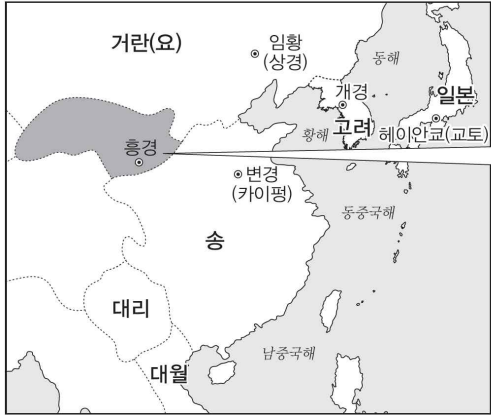 거란(요)
임황
(상경)
동해
개경
일본
고려
황해
헤이안쿄(교토)
흥경
변경
(카이펑)
동중국해
송
대리
대월
남중국해